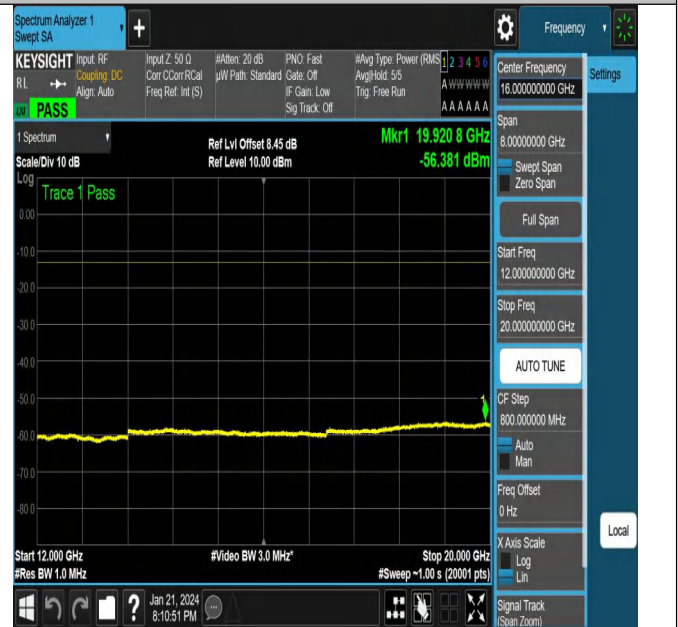 Spectrum Analyzer 1
Swept SA
Frequency
KEYSIGHT
RL
PASS
Input: RF
Coupling: DC
Align: Auto
Input Z: 50 Ω
Corr CCorr RCal
Freq Ref: Int (S)
#Atten: 20 dB
µW Path: Standard
PNO: Fast
Gate: Off
IF Gain: Low
Sig Track: Off
#Avg Type: Power (RMS
Avg|Hold: 5/5
Trig: Free Run
1 2 3 4 5 6
A W W W W W
A A A A A A
1 Spectrum
Scale/Div 10 dB
Ref Lvl Offset 8.45 dB
Ref Level 10.00 dBm
Mkr1 19.920 8 GHz
-56.381 dBm
Log
Trace 1 Pass
0.00
-10.0
-20.0
-30.0
-40.0
-50.0
-60.0
-70.0
-80.0
1
Start 12.000 GHz
#Res BW 1.0 MHz
#Video BW 3.0 MHz*
Stop 20.000 GHz
#Sweep ~1.00 s (20001 pts)
?
Jan 21, 2024
8:10:51 PM
Settings
Center Frequency
16.000000000 GHz
Span
8.00000000 GHz
Swept Span
Zero Span
Full Span
Start Freq
12.000000000 GHz
Stop Freq
20.000000000 GHz
AUTO TUNE
CF Step
800.000000 MHz
Auto
Man
Freq Offset
0 Hz
X Axis Scale
Log
Lin
Signal Track
(Span Zoom)
Local